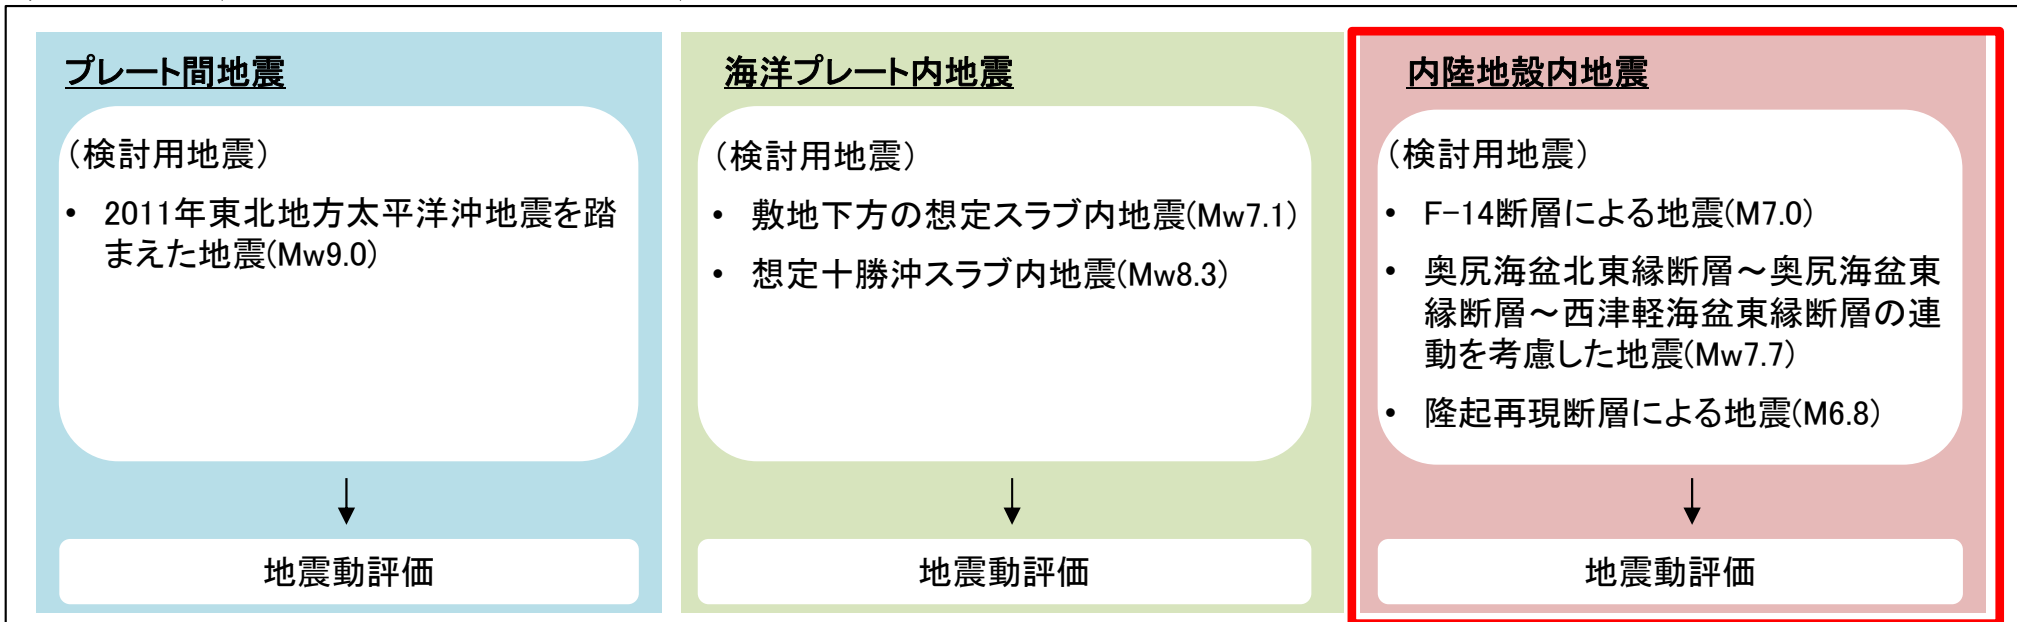 プレート間地震
（検討用地震）
• 2011年東北地方太平洋沖地震を踏
まえた地震(Mw9.0)
地震動評価
海洋プレート内地震
（検討用地震）
• 敷地下方の想定スラブ内地震(Mw7.1)
• 想定十勝沖スラブ内地震(Mw8.3)
地震動評価
内陸地殻内地震
（検討用地震）
• F-14断層による地震(M7.0)
• 奥尻海盆北東縁断層～奥尻海盆東
縁断層～西津軽海盆東縁断層の連
動を考慮した地震(Mw7.7)
• 隆起再現断層による地震(M6.8)
地震動評価